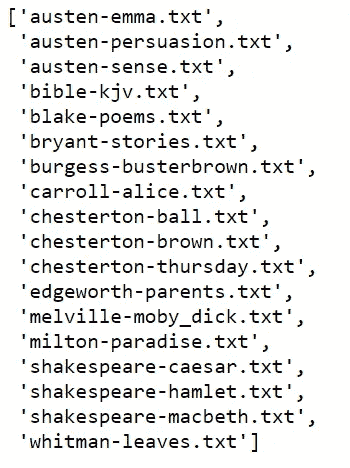 ['austen-emma.txt',
 'austen-persuasion.txt',
 'austen-sense.txt',
 'bible-kjv.txt',
 'blake-poems.txt',
 'bryant-stories.txt',
 'burgess-busterbrown.txt',
 'carroll-alice.txt',
 'chesterton-ball.txt',
 'chesterton-brown.txt',
 'chesterton-thursday.txt',
 'edgeworth-parents.txt',
 'melville-moby_dick.txt',
 'milton-paradise.txt',
 'shakespeare-caesar.txt',
 'shakespeare-hamlet.txt',
 'shakespeare-macbeth.txt',
 'whitman-leaves.txt']